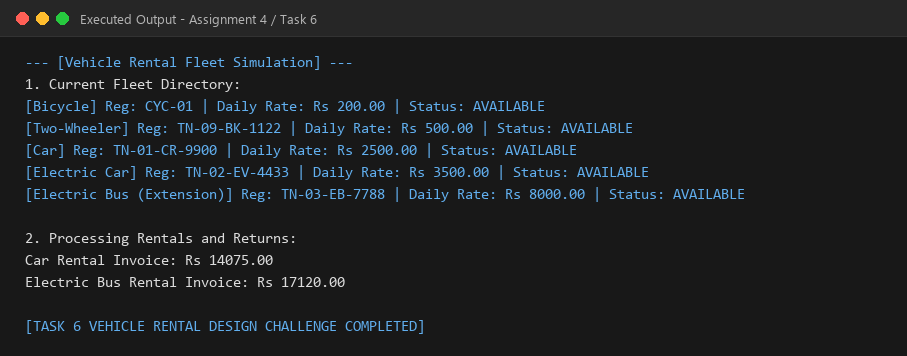 Executed Output - Assignment 4 / Task 6
--- [Vehicle Rental Fleet Simulation] ---
1. Current Fleet Directory:
[Bicycle] Reg: CYC-01 | Daily Rate: Rs 200.00 | Status: AVAILABLE
[Two-Wheeler] Reg: TN-09-BK-1122 | Daily Rate: Rs 500.00 | Status: AVAILABLE
[Car] Reg: TN-01-CR-9900 | Daily Rate: Rs 2500.00 | Status: AVAILABLE
[Electric Car] Reg: TN-02-EV-4433 | Daily Rate: Rs 3500.00 | Status: AVAILABLE
[Electric Bus (Extension)] Reg: TN-03-EB-7788 | Daily Rate: Rs 8000.00 | Status: AVAILABLE
2. Processing Rentals and Returns:
Car Rental Invoice: Rs 14075.00
Electric Bus Rental Invoice: Rs 17120.00
[TASK 6 VEHICLE RENTAL DESIGN CHALLENGE COMPLETED]